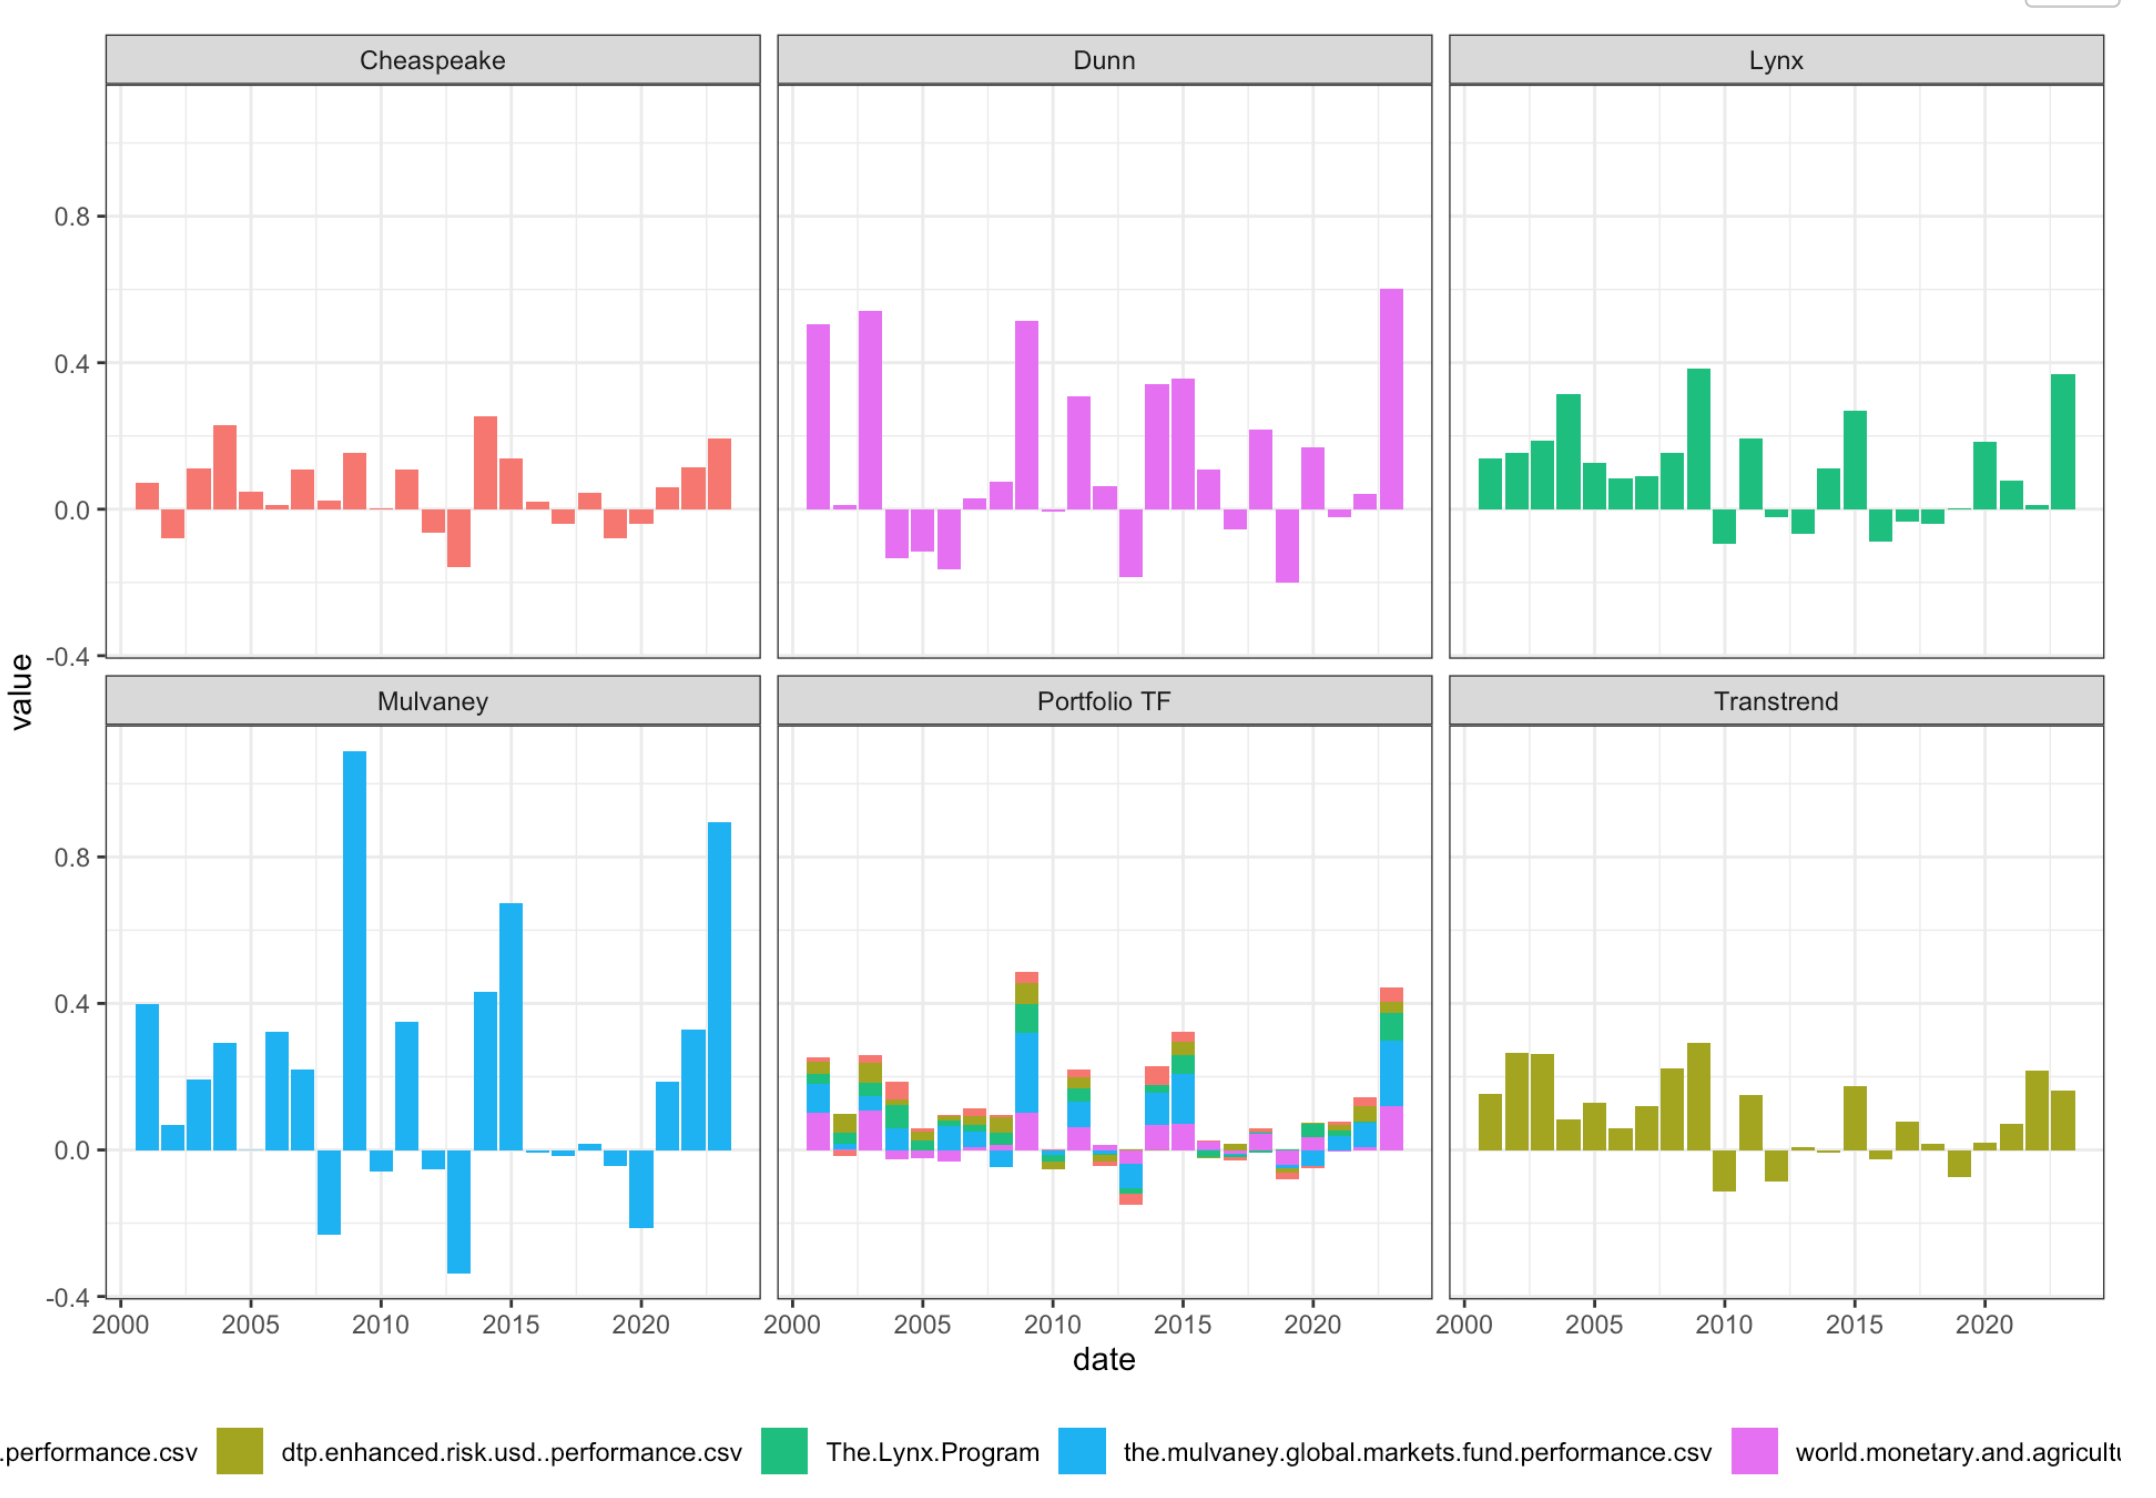 Cheaspeake
Dunn
Lynx
0.8
0.4
0.0
-0.4
value
Mulvaney
Portfolio TF
Transtrend
0.8
0.4
0.0
-0.4
2000 2005 2010 2015 2020
2000 2005 2010 2015 2020
2000 2005 2010 2015 2020
date
.performance.csv dtp.enhanced.risk.usd..performance.csv The.Lynx.Program the.mulvaney.global.markets.fund.performance.csv world.monetary.and.agricultu